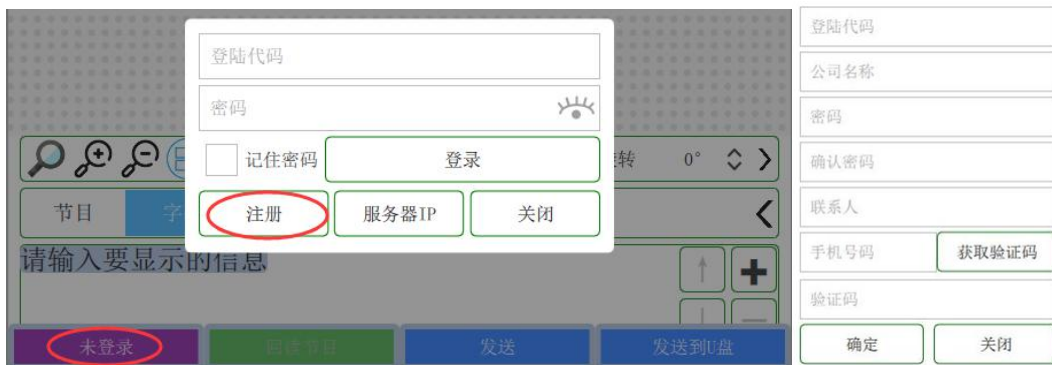 登陆代码
密码
记住密码
登录
注册
服务器IP
关闭
转
0°
节目
字
请输入要显示的信息
未登录
回读节目
发送
发送到U盘
登陆代码
公司名称
密码
确认密码
联系人
手机号码
获取验证码
验证码
确定
关闭